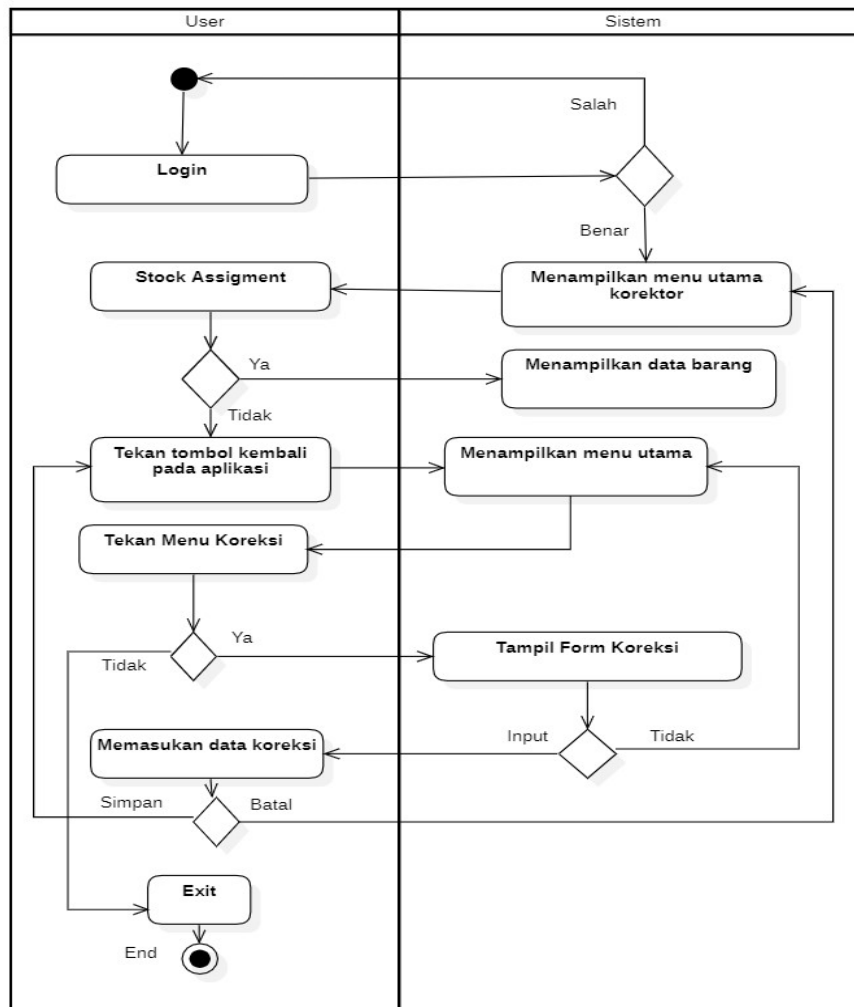 User
Sistem
Salah
Login
Benar
Stock Assigment
Menampilkan menu utama
korektor
Ya
Menampilkan data barang
Tidak
Tekan tombol kembali
pada aplikasi
Menampilkan menu utama
Tekan Menu Koreksi
Ya
Tampil Form Koreksi
Tidak
Memasukan data koreksi
Input
Tidak
Simpan
Batal
Exit
End